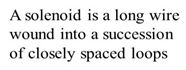 A solenoid is a long wire
wound into a succession
of closely spaced loops